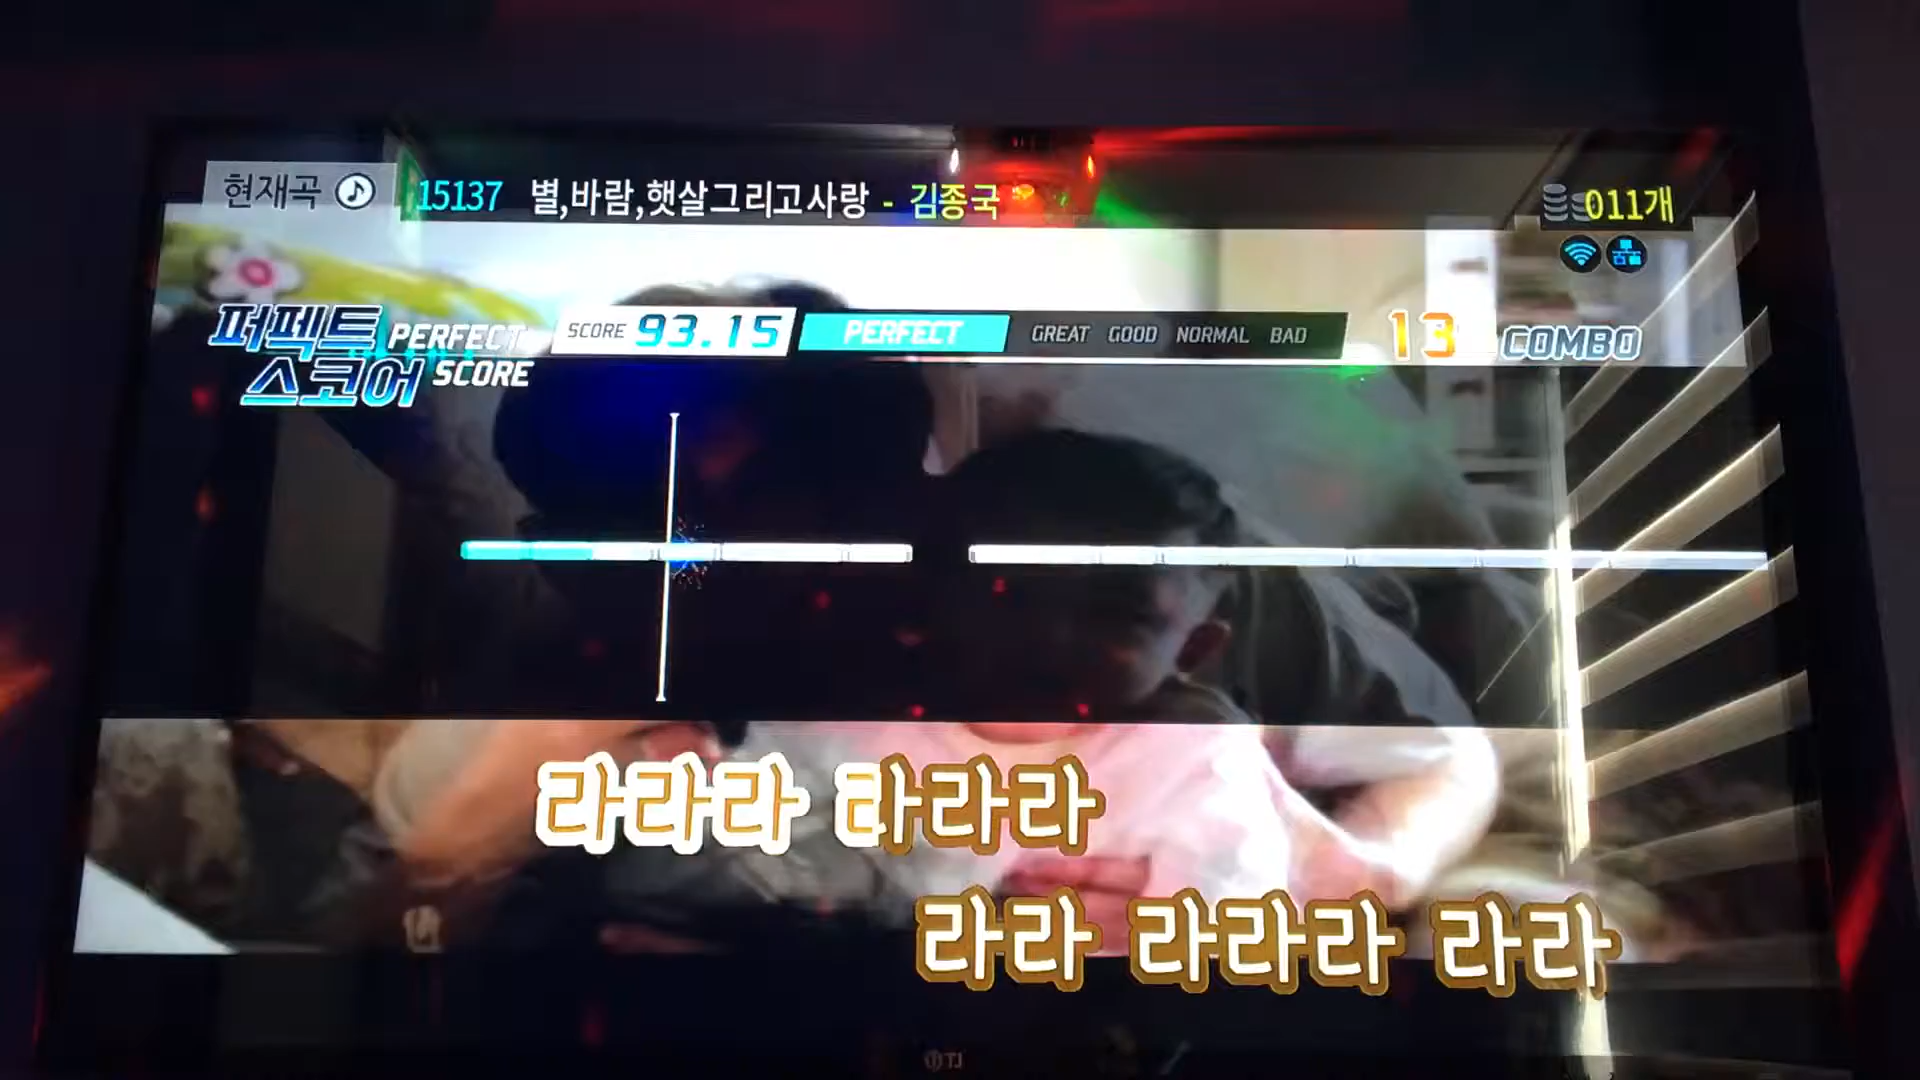 현재곡 15137 별,바람,햇살그리고사랑 - 김종국 011개
퍼펙트 스코어 PERFECT SCORE
SCORE 93.15 PERFECT GREAT GOOD NORMAL BAD 13 COMBO
라라라 라라라
라라 라라라 라라
TJ